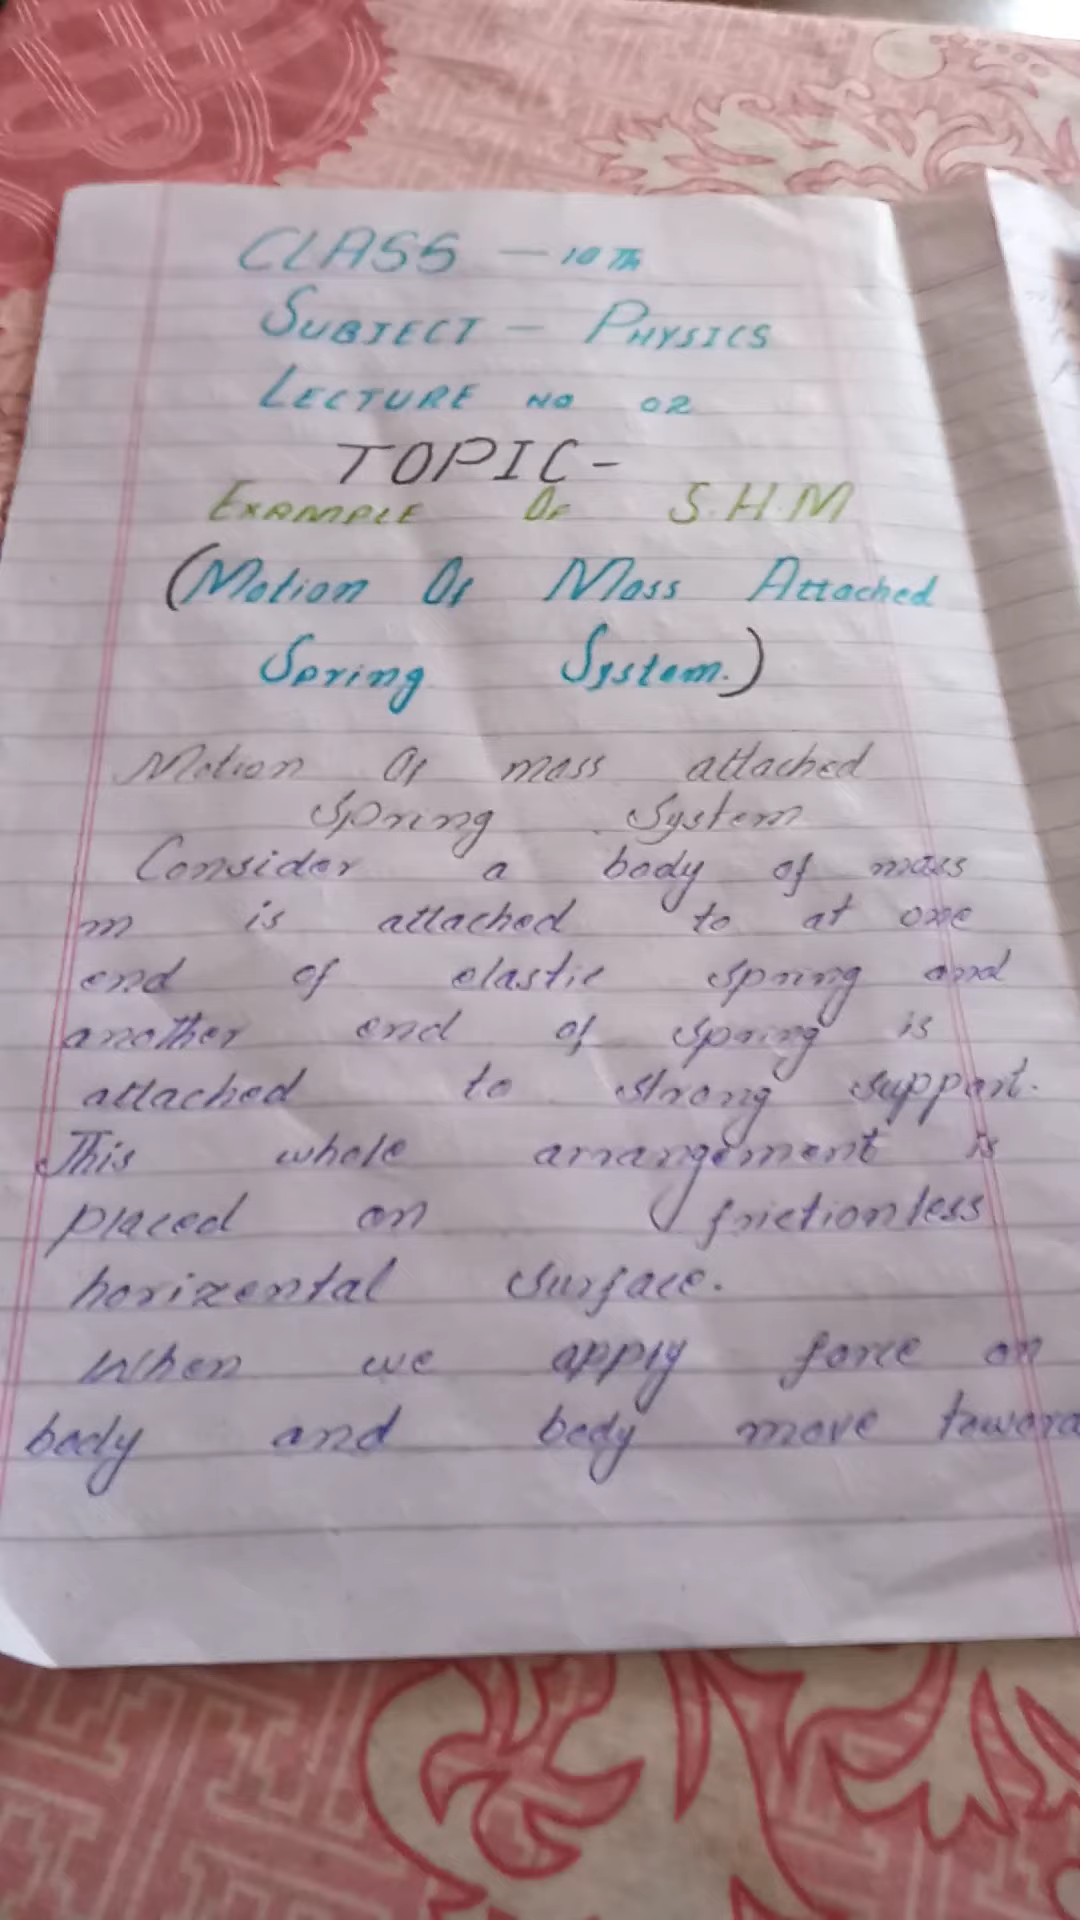 CLASS - 10Th
SUBJECT - PHYSICS
LECTURE NO 02
TOPIC-
EXAMPLE OF S.H.M
(Motion Of Mass Attached
Spring System.)
Motion Of mass attached
Spring System
Consider a body of mass
m is attached to at one
end of elastic spring and
another end of spring is
attached to strong support.
This whole arrangement is
placed on frictionless
horizental surface.
When we apply force on
body and body move toward